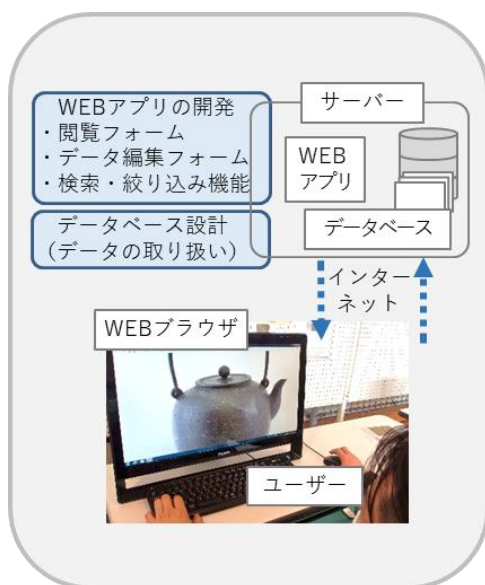 WEBアプリの開発
・閲覧フォーム
・データ編集フォーム
・検索・絞り込み機能
データベース設計
（データの取り扱い）
サーバー
WEB
アプリ
データベース
インター
ネット
WEBブラウザ
ユーザー